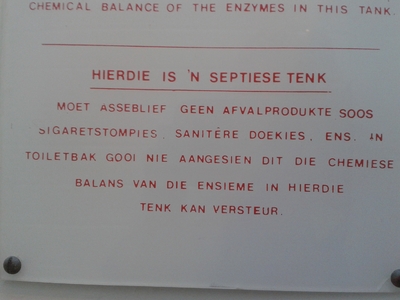 CHEMICAL BALANCE OF THE ENZYMES IN THIS TANK.
HIERDIE IS 'N SEPTIESE TENK
MOET ASSEBLIEF GEEN AFVALPRODUKTE SOOS
SIGARETSTOMPIES, SANITÊRE DOEKIES, ENS. IN
TOILETBAK GOOI NIE AANGESIEN DIT DIE CHEMIESE
BALANS VAN DIE ENSIEME IN HIERDIE
TENK KAN VERSTEUR.